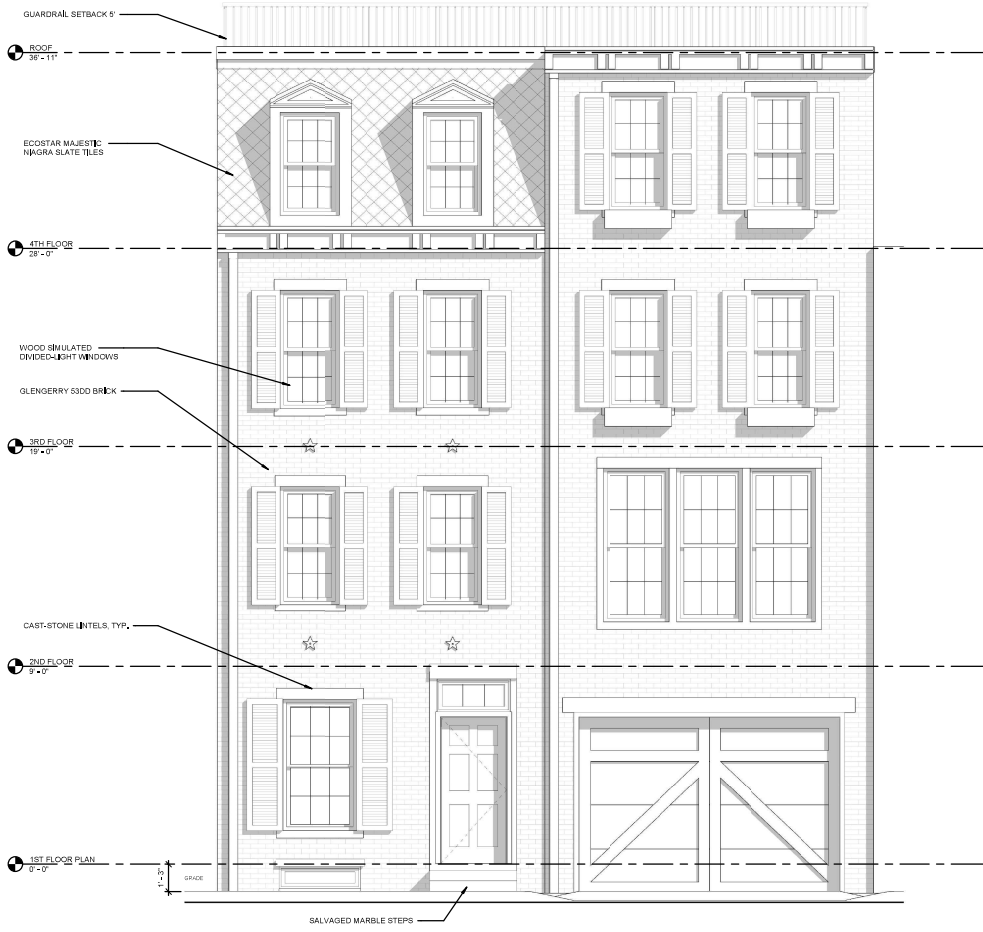 GUARDRAIL SETBACK 5'
ROOF
36' - 11"
ECOSTAR MAJESTIC
NIAGRA SLATE TILES
4TH FLOOR
28' - 0"
WOOD SIMULATED
DIVIDED-LIGHT WINDOWS
GLENGERRY 53DD BRICK
3RD FLOOR
19' - 0"
CAST-STONE LINTELS, TYP.
2ND FLOOR
9' - 0"
1ST FLOOR PLAN
0' - 0"
1' - 3"
GRADE
SALVAGED MARBLE STEPS